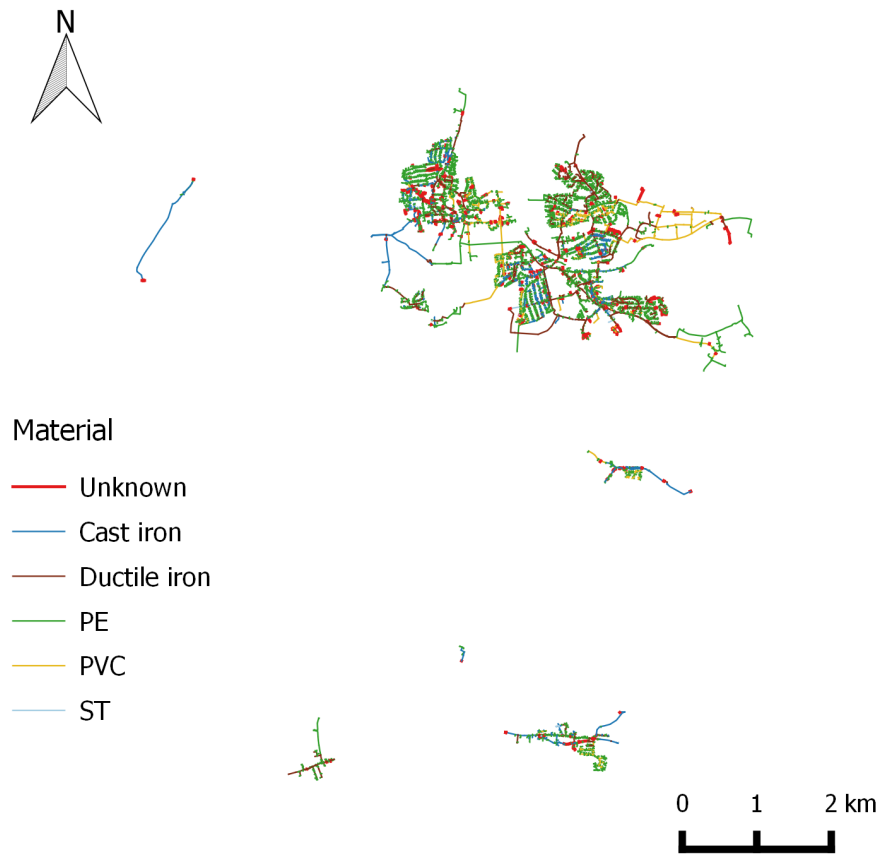 N
Material
Unknown
Cast iron
Ductile iron
PE
PVC
ST
0 1 2 km